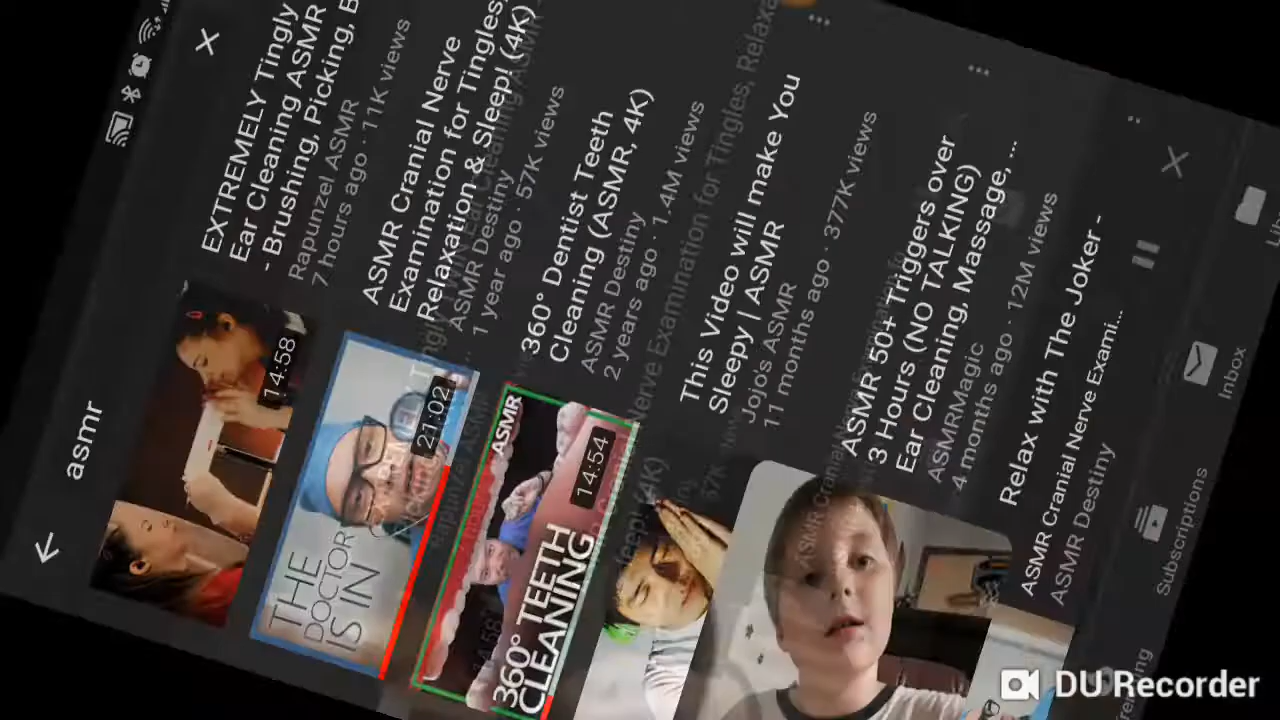 asmr
EXTREMELY Tingly
Ear Cleaning ASMR
- Brushing, Picking, B
Rapunzel ASMR
7 hours ago · 11K views
14:58
ASMR Cranial Nerve
Examination for Tingles,
Relaxation & Sleep! (4K)
ASMR Destiny
1 year ago · 57K views
THE
DOCTOR
IS IN
21:02
360° Dentist Teeth
Cleaning (ASMR, 4K)
ASMR Destiny
2 years ago · 1.4M views
ASMR
360° TEETH
CLEANING
14:54
This Video will make You
Sleepy | ASMR
Jojo's ASMR
11 months ago · 377K views
ASMR 50+ Triggers over
3 Hours (NO TALKING)
Ear Cleaning, Massage, ...
ASMRMagic
4 months ago · 12M views
Relax with The Joker -
ASMR Cranial Nerve Exami...
ASMR Destiny
Subscriptions
Inbox
DU Recorder